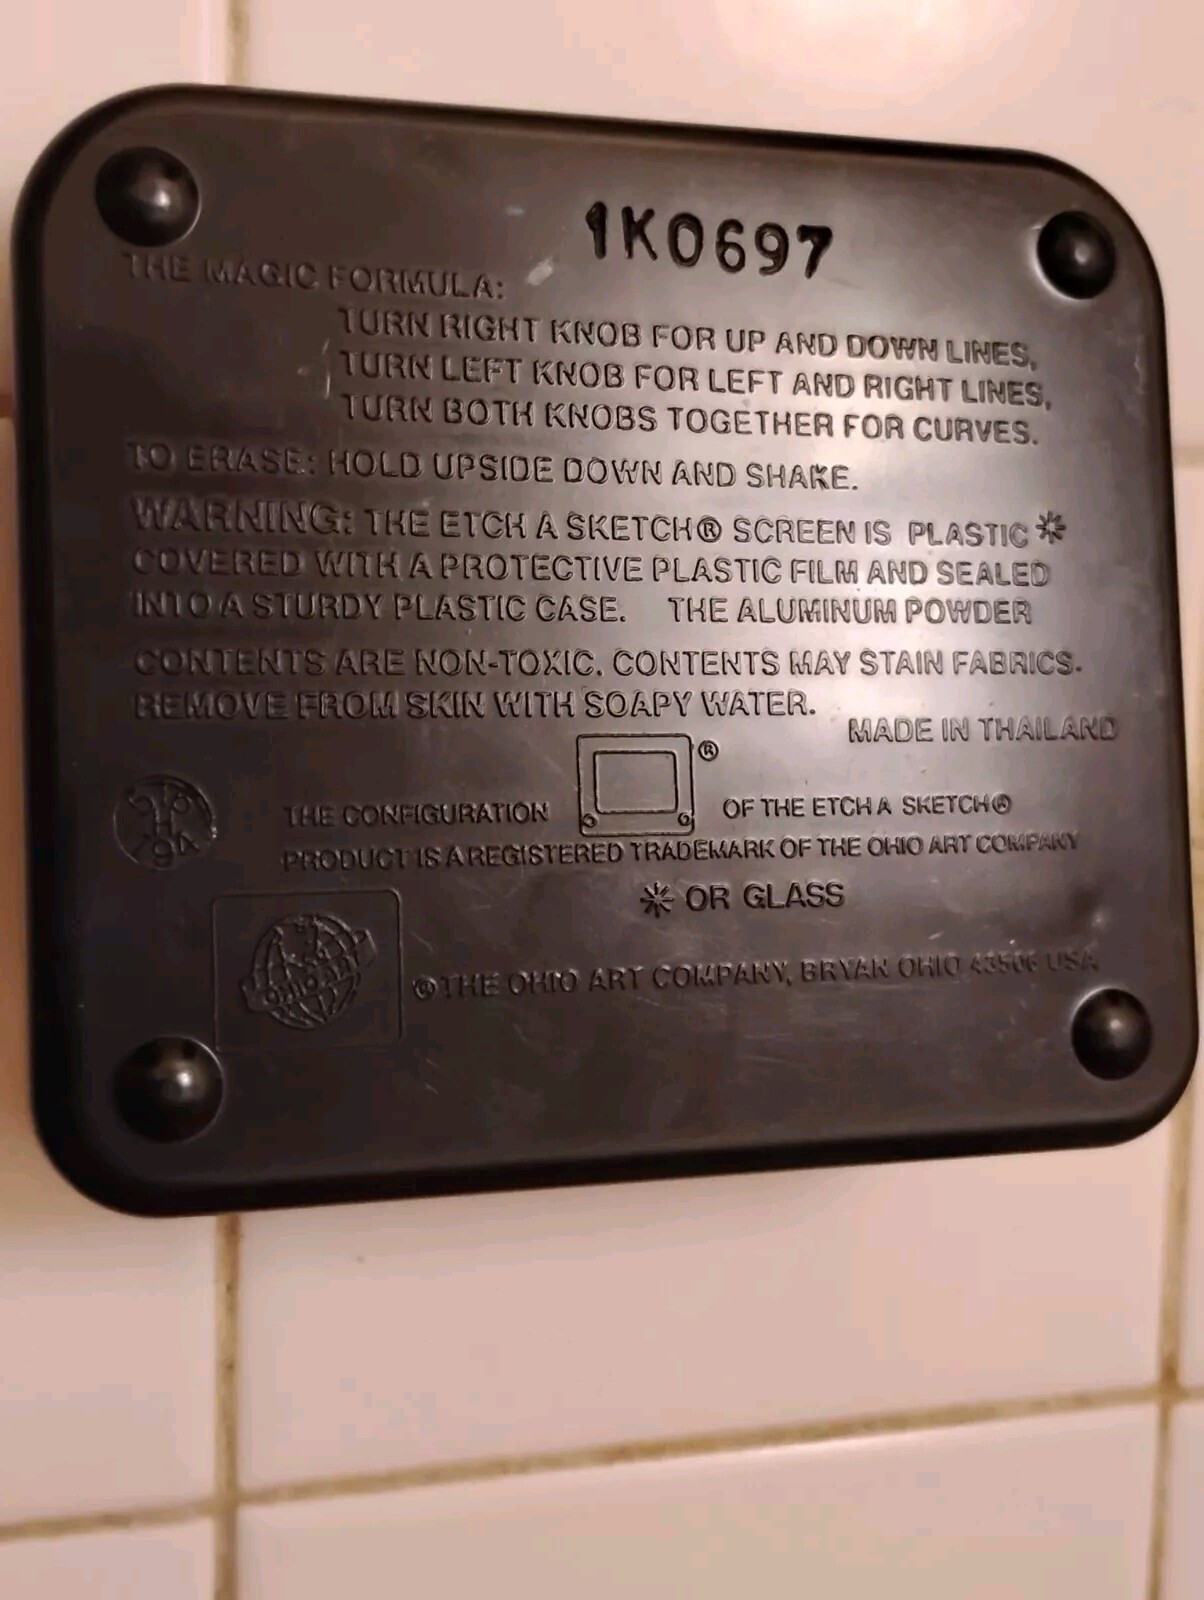 1K0697
THE MAGIC FORMULA:
TURN RIGHT KNOB FOR UP AND DOWN LINES,
TURN LEFT KNOB FOR LEFT AND RIGHT LINES,
TURN BOTH KNOBS TOGETHER FOR CURVES.
TO ERASE: HOLD UPSIDE DOWN AND SHAKE.
WARNING: THE ETCH A SKETCH® SCREEN IS PLASTIC *
COVERED WITH A PROTECTIVE PLASTIC FILM AND SEALED
INTO A STURDY PLASTIC CASE. THE ALUMINUM POWDER
CONTENTS ARE NON-TOXIC. CONTENTS MAY STAIN FABRICS.
REMOVE FROM SKIN WITH SOAPY WATER.
MADE IN THAILAND
®
THE CONFIGURATION OF THE ETCH A SKETCH®
PRODUCT IS A REGISTERED TRADEMARK OF THE OHIO ART COMPANY
* OR GLASS
OHIO ART
© THE OHIO ART COMPANY, BRYAN OHIO 43506 USA